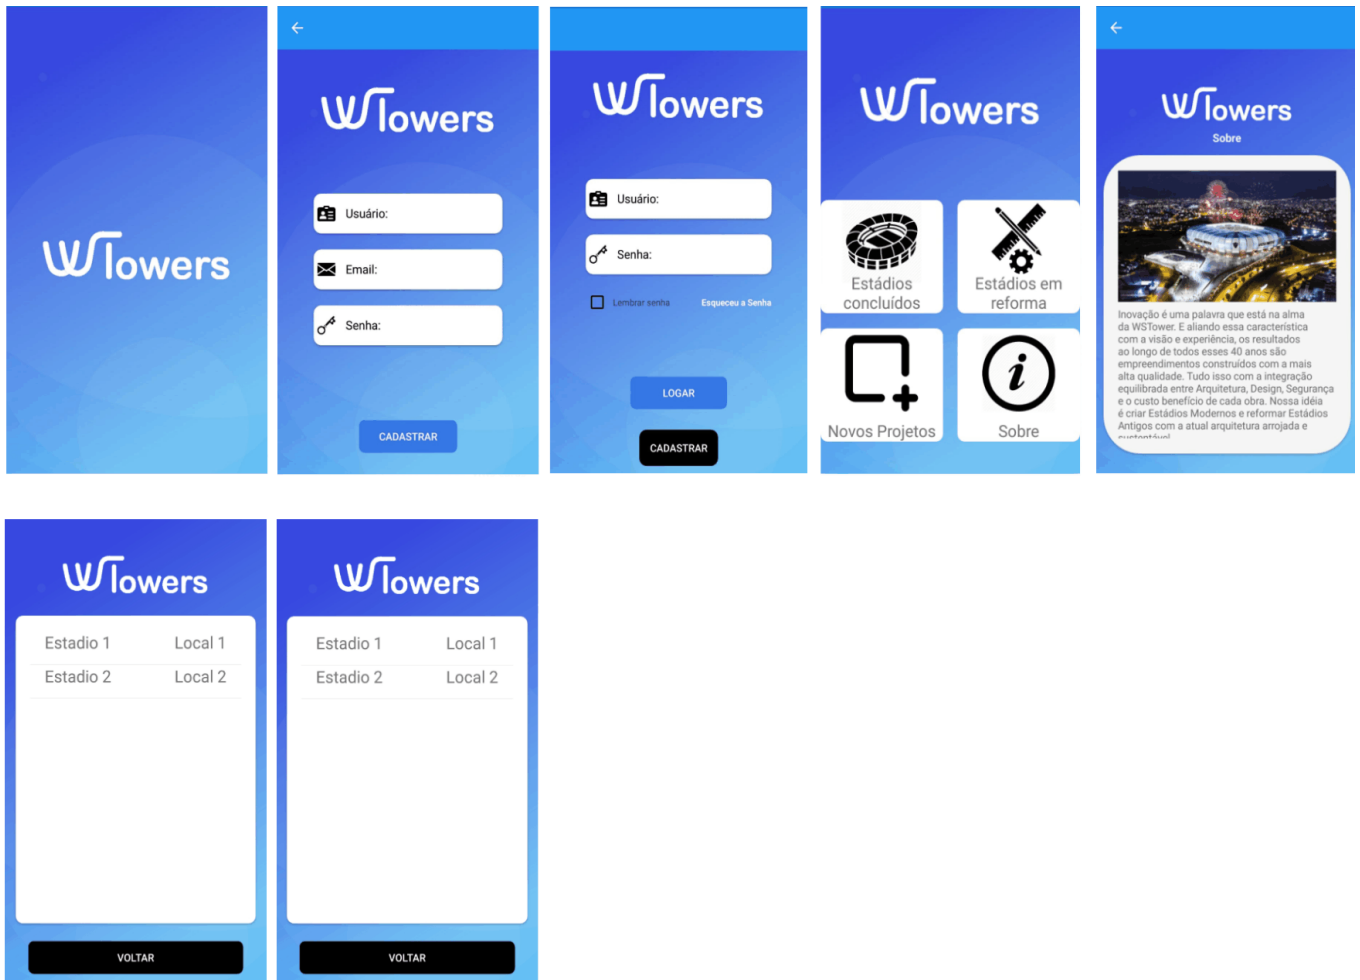 WTowers
WTowers
Usuário:
Email:
Senha:
CADASTRAR
WTowers
Usuário:
Senha:
Lembrar senha
Esqueceu a Senha
LOGAR
CADASTRAR
WTowers
Estádios
concluídos
Estádios em
reforma
Novos Projetos
Sobre
WTowers
Sobre
Inovação é uma palavra que está na alma
da WSTower. E aliando essa característica
com a visão e experiência, os resultados
ao longo de todos esses 40 anos são
empreendimentos construídos com a mais
alta qualidade. Tudo isso com a integração
equilibrada entre Arquitetura, Design, Segurança
e o custo benefício de cada obra. Nossa idéia
é criar Estádios Modernos e reformar Estádios
Antigos com a atual arquitetura arrojada e
sustentável
WTowers
Estadio 1 Local 1
Estadio 2 Local 2
VOLTAR
WTowers
Estadio 1 Local 1
Estadio 2 Local 2
VOLTAR